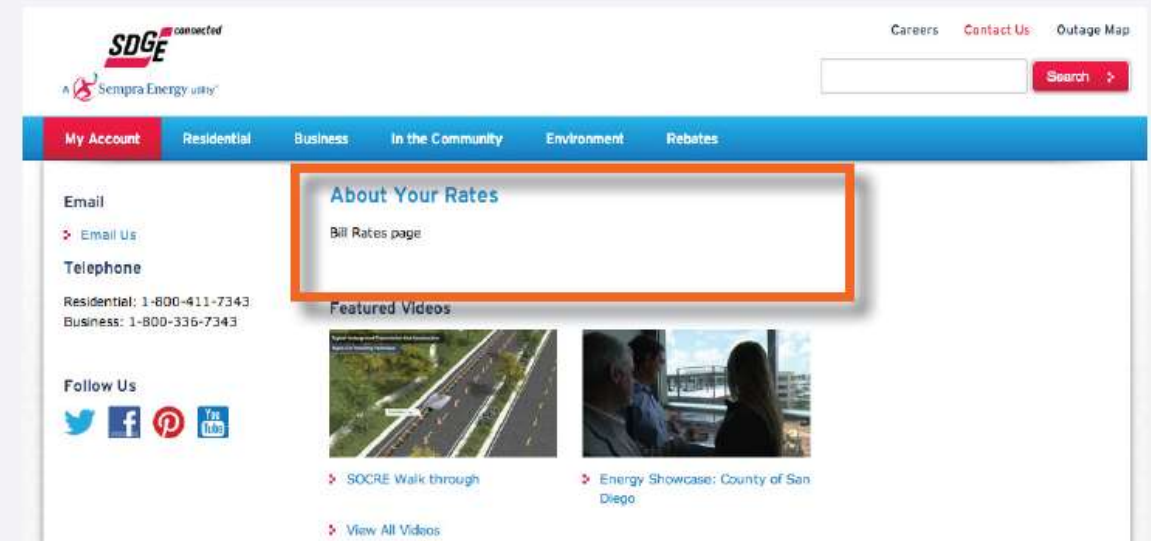 SDGE connected
A Sempra Energy utility
Careers Contact Us Outage Map
Search
My Account Residential Business In the Community Environment Rebates
Email
Email Us
Telephone
Residential: 1-800-411-7343
Business: 1-800-336-7343
Follow Us
You
Tube
About Your Rates
Bill Rates page
Featured Videos
SOCRE Walk through
Energy Showcase: County of San
Diego
View All Videos